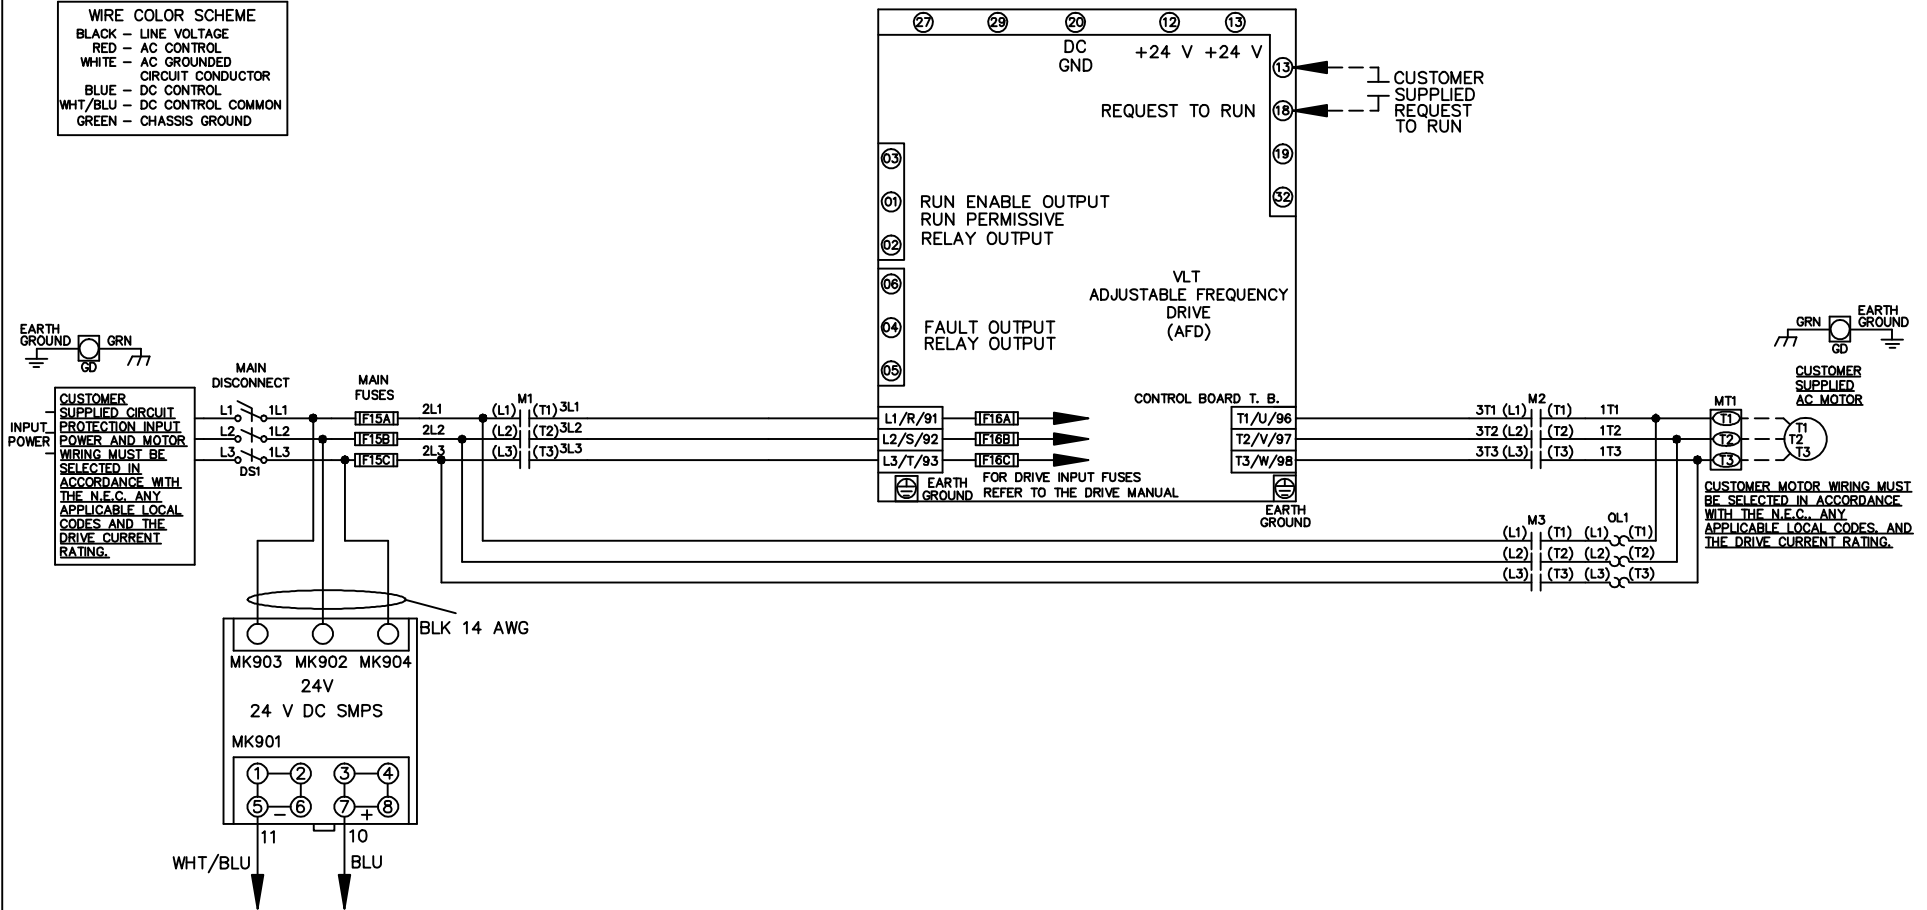 WIRE COLOR SCHEME
BLACK – LINE VOLTAGE
RED – AC CONTROL
WHITE – AC GROUNDED
CIRCUIT CONDUCTOR
BLUE – DC CONTROL
WHT/BLU – DC CONTROL COMMON
GREEN – CHASSIS GROUND
27 29 20 12 13
DC
GND
+24 V +24 V
13
REQUEST TO RUN 18
19
32
CUSTOMER
SUPPLIED
REQUEST
TO RUN
03
01
02
RUN ENABLE OUTPUT
RUN PERMISSIVE
RELAY OUTPUT
06
04
05
FAULT OUTPUT
RELAY OUTPUT
VLT
ADJUSTABLE FREQUENCY
DRIVE
(AFD)
CONTROL BOARD T. B.
L1/R/91 F16A T1/U/96
L2/S/92 F16B T2/V/97
L3/T/93 F16C T3/W/98
EARTH
GROUND
FOR DRIVE INPUT FUSES
REFER TO THE DRIVE MANUAL
EARTH
GROUND
EARTH
GROUND
GRN
GD
INPUT
POWER
CUSTOMER
SUPPLIED CIRCUIT
PROTECTION INPUT
POWER AND MOTOR
WIRING MUST BE
SELECTED IN
ACCORDANCE WITH
THE N.E.C. ANY
APPLICABLE LOCAL
CODES AND THE
DRIVE CURRENT
RATING.
MAIN
DISCONNECT
L1 1L1
L2 1L2
L3 1L3
DS1
MAIN
FUSES
F15A 2L1
F15B 2L2
F15C 2L3
M1
(L1) (T1) 3L1
(L2) (T2) 3L2
(L3) (T3) 3L3
M2
3T1 (L1) (T1) 1T1
3T2 (L2) (T2) 1T2
3T3 (L3) (T3) 1T3
M3 OL1
(L1) (T1) (L1) (T1)
(L2) (T2) (L2) (T2)
(L3) (T3) (L3) (T3)
GRN
GD
EARTH
GROUND
CUSTOMER
SUPPLIED
AC MOTOR
MT1
T1
T2
T3
T1
T2
T3
CUSTOMER MOTOR WIRING MUST
BE SELECTED IN ACCORDANCE
WITH THE N.E.C., ANY
APPLICABLE LOCAL CODES, AND
THE DRIVE CURRENT RATING.
BLK 14 AWG
MK903 MK902 MK904
24V
24 V DC SMPS
MK901
1 2 3 4
5 6 7 8
– +
11 10
WHT/BLU BLU